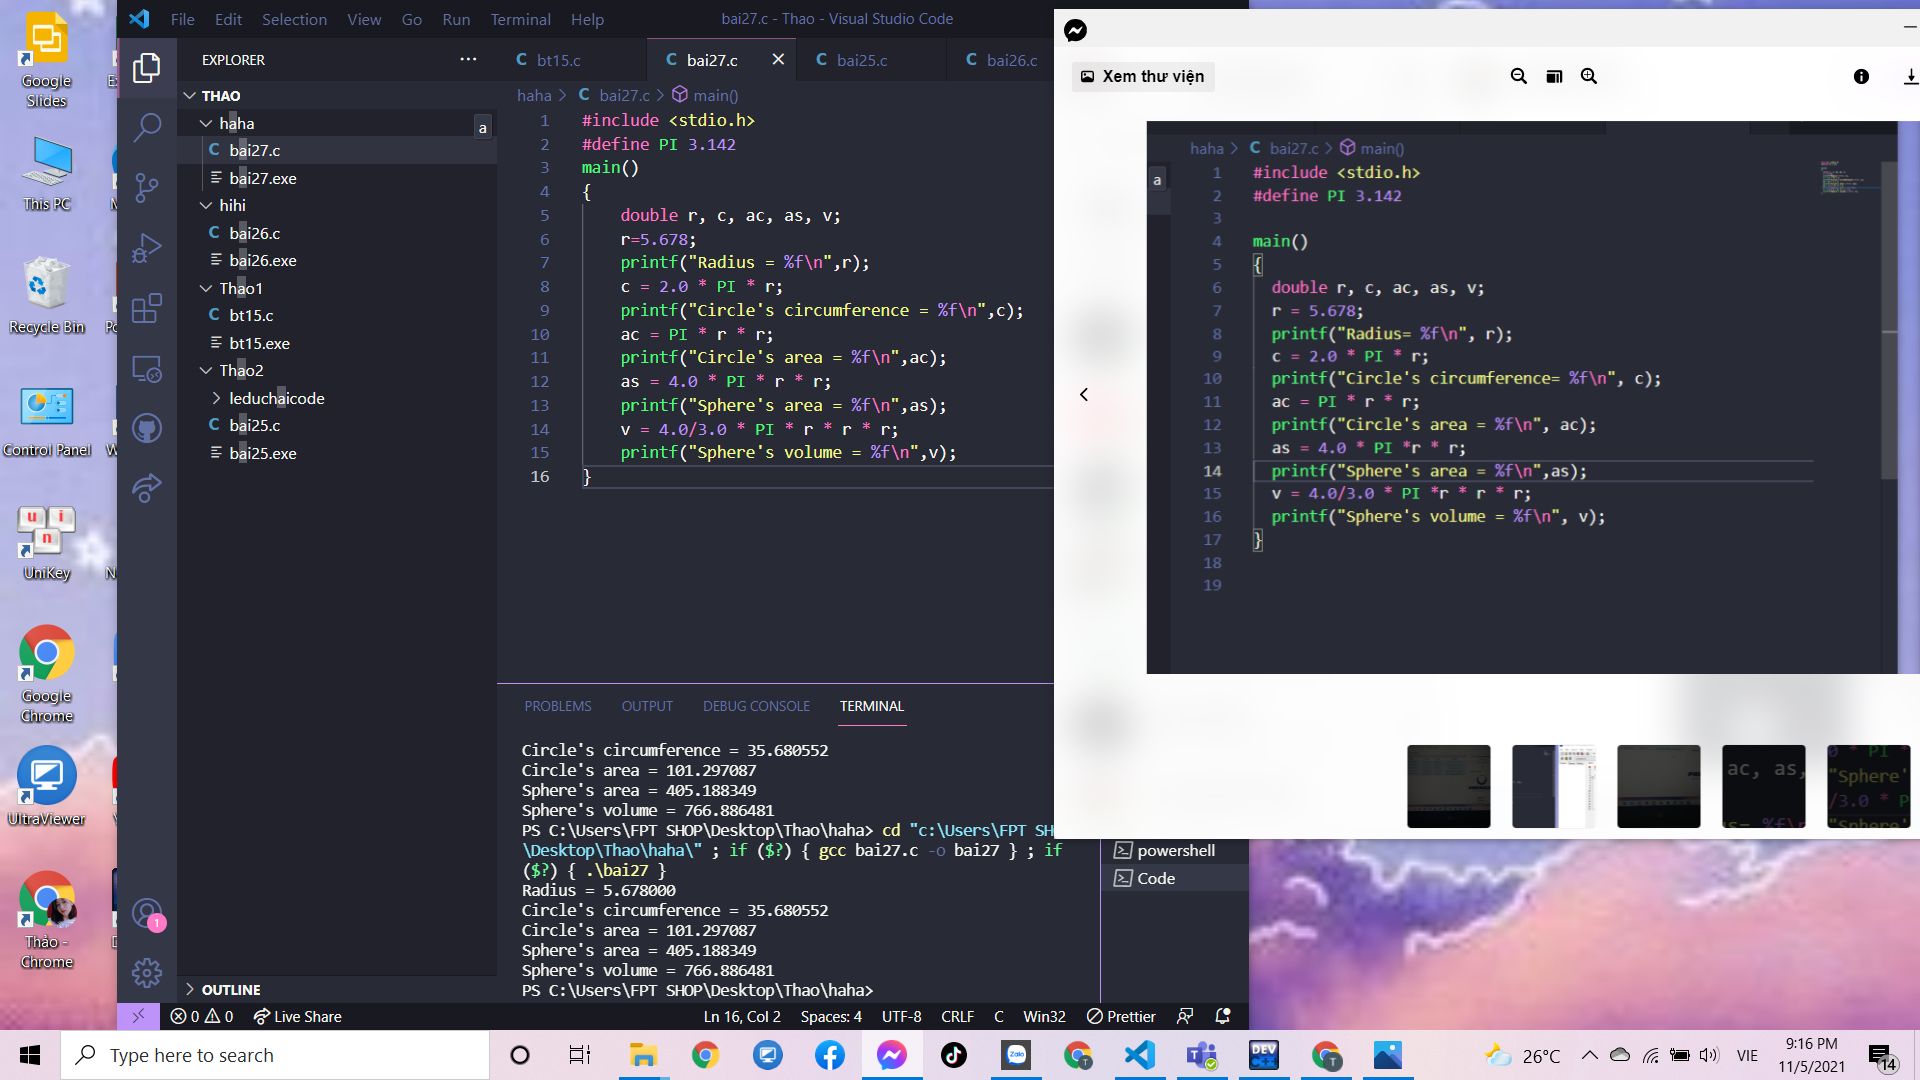 Google
Slides
This PC
Recycle Bin
Control Panel
UniKey
Google
Chrome
UltraViewer
Thảo -
Chrome
File Edit Selection View Go Run Terminal Help
bai27.c - Thao - Visual Studio Code
EXPLORER
THAO
haha
a
bai27.c
bai27.exe
hihi
bai26.c
bai26.exe
Thao1
bt15.c
bt15.exe
Thao2
leduchaicode
bai25.c
bai25.exe
OUTLINE
bt15.c bai27.c bai25.c bai26.c
haha > bai27.c > main()
1 #include <stdio.h>
2 #define PI 3.142
3 main()
4 {
5 double r, c, ac, as, v;
6 r=5.678;
7 printf("Radius = %f\n",r);
8 c = 2.0 * PI * r;
9 printf("Circle's circumference = %f\n",c);
10 ac = PI * r * r;
11 printf("Circle's area = %f\n",ac);
12 as = 4.0 * PI * r * r;
13 printf("Sphere's area = %f\n",as);
14 v = 4.0/3.0 * PI * r * r * r;
15 printf("Sphere's volume = %f\n",v);
16 }
PROBLEMS OUTPUT DEBUG CONSOLE TERMINAL
Circle's circumference = 35.680552
Circle's area = 101.297087
Sphere's area = 405.188349
Sphere's volume = 766.886481
PS C:\Users\FPT SHOP\Desktop\Thao\haha> cd "c:\Users\FPT SH
\Desktop\Thao\haha\" ; if ($?) { gcc bai27.c -o bai27 } ; if
($?) { .\bai27 }
Radius = 5.678000
Circle's circumference = 35.680552
Circle's area = 101.297087
Sphere's area = 405.188349
Sphere's volume = 766.886481
PS C:\Users\FPT SHOP\Desktop\Thao\haha>
powershell
Code
0 0 Live Share
Ln 16, Col 2 Spaces: 4 UTF-8 CRLF C Win32 Prettier
1
Xem thư viện
haha > bai27.c > main()
a
1 #include <stdio.h>
2 #define PI 3.142
3
4 main()
5 {
6 double r, c, ac, as, v;
7 r = 5.678;
8 printf("Radius= %f\n", r);
9 c = 2.0 * PI * r;
10 printf("Circle's circumference= %f\n", c);
11 ac = PI * r * r;
12 printf("Circle's area = %f\n", ac);
13 as = 4.0 * PI *r * r;
14 printf("Sphere's area = %f\n",as);
15 v = 4.0/3.0 * PI *r * r * r;
16 printf("Sphere's volume = %f\n", v);
17 }
18
19
ac, as,
"Sphere'
/3.0 * P
Type here to search
Zalo
DEV
26°C
VIE
9:16 PM
11/5/2021
14